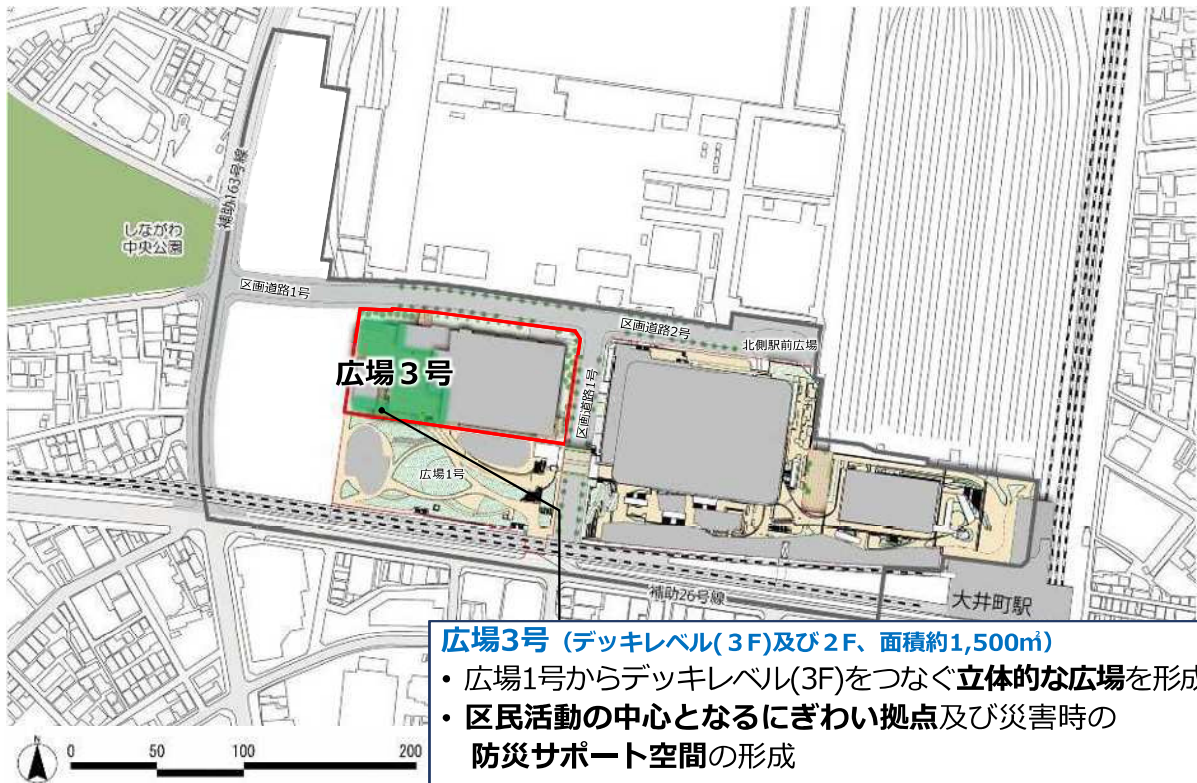 補助163号線
しながわ
中央公園
区画道路1号
区画道路2号
北側駅前広場
広場３号
区画道路1号
広場1号
補助26号線
大井町駅
広場3号（デッキレベル(３F)及び２F、面積約1,500㎡）
• 広場1号からデッキレベル(3F)をつなぐ立体的な広場を形成
• 区民活動の中心となるにぎわい拠点及び災害時の
防災サポート空間の形成
N
0 50 100 200